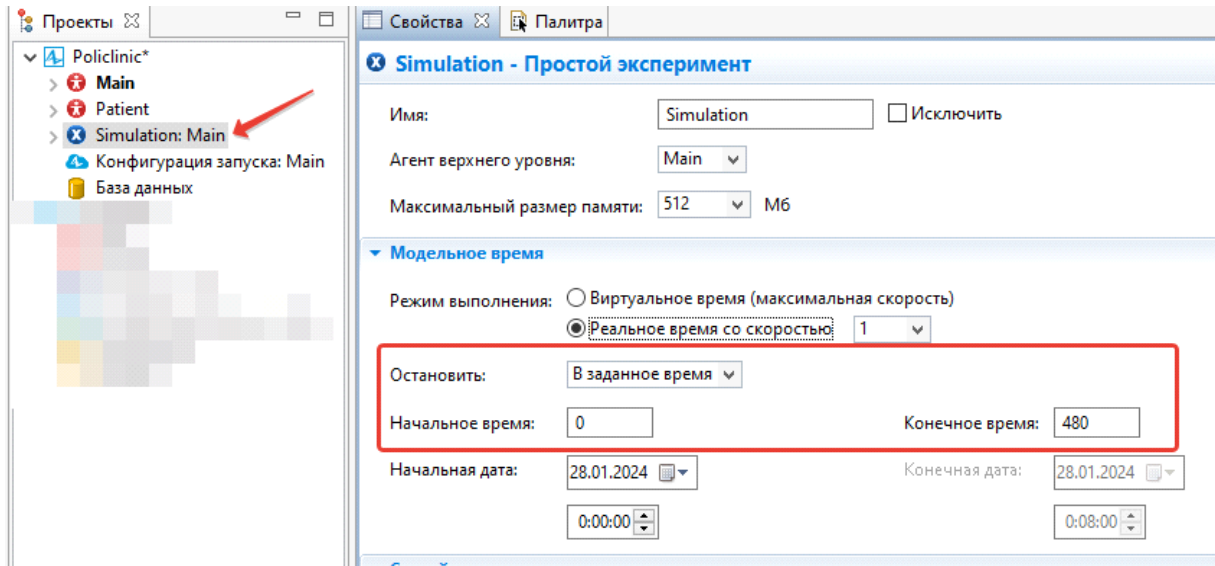 Проекты
Policlinic*
Main
Patient
Simulation: Main
Конфигурация запуска: Main
База данных
Свойства Палитра
Simulation - Простой эксперимент
Имя: Simulation Исключить
Агент верхнего уровня: Main
Максимальный размер памяти: 512 Мб
Модельное время
Режим выполнения: Виртуальное время (максимальная скорость)
Реальное время со скоростью 1
Остановить: В заданное время
Начальное время: 0 Конечное время: 480
Начальная дата: 28.01.2024 Конечная дата: 28.01.2024
0:00:00 0:08:00